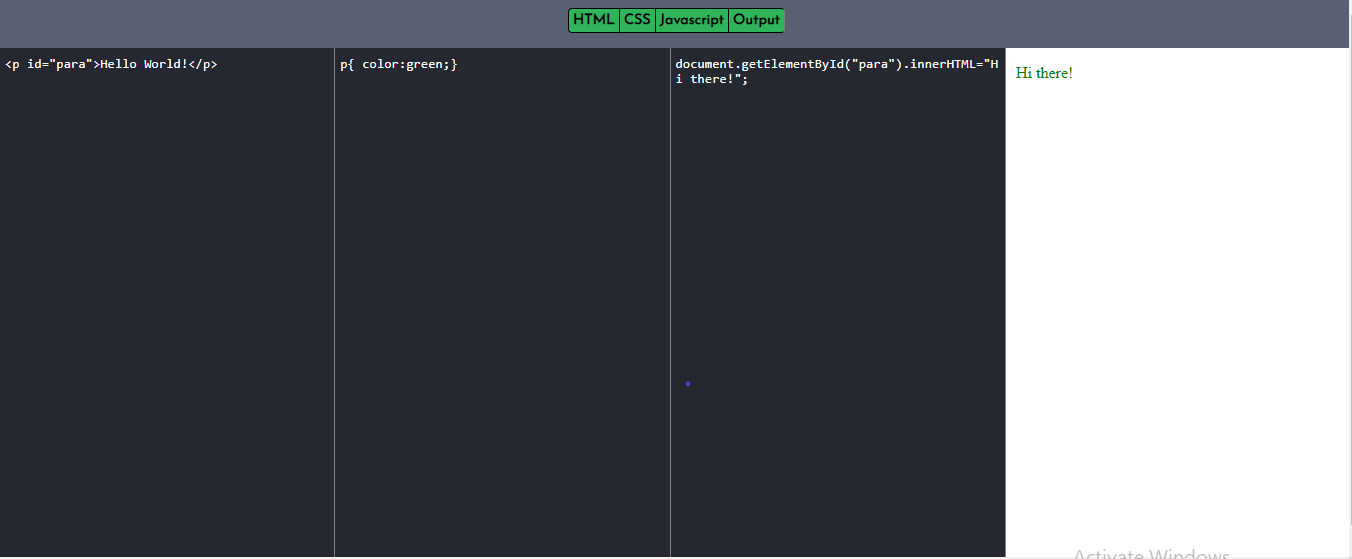 HTML CSS Javascript Output
<p id="para">Hello World!</p>
p{ color:green;}
document.getElementById("para").innerHTML="H
i there!";
Hi there!
Activate Windows